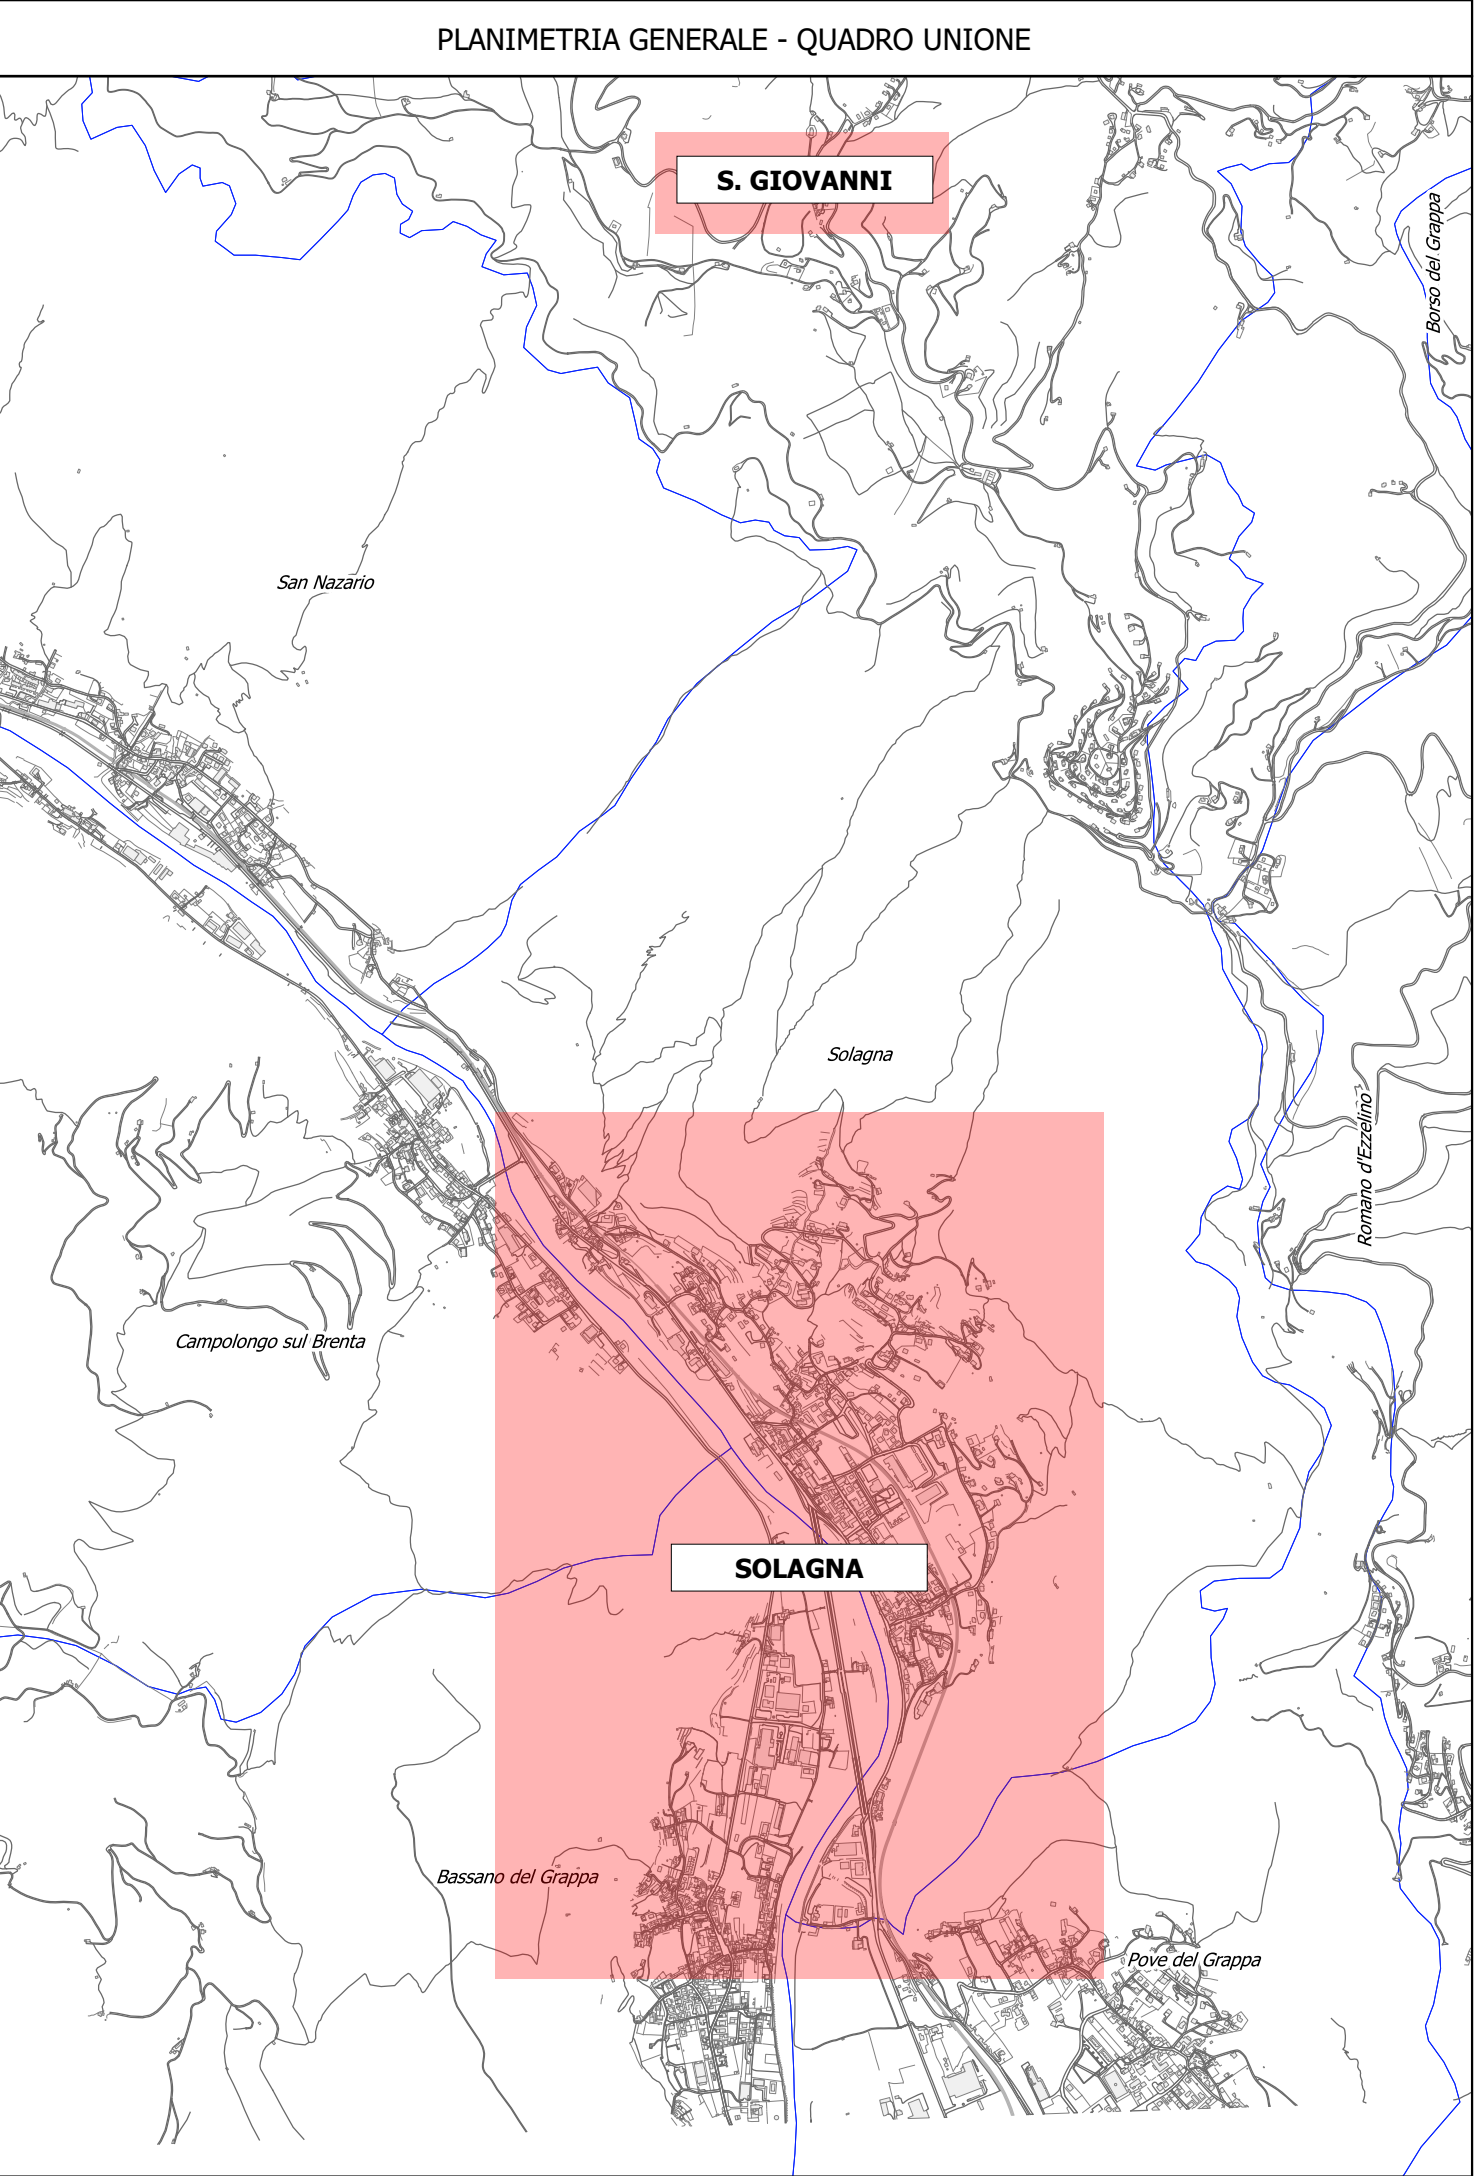 PLANIMETRIA GENERALE - QUADRO UNIONE
S. GIOVANNI
Borso del Grappa
San Nazario
Solagna
Romano d'Ezzelino
Campolongo sul Brenta
SOLAGNA
Bassano del Grappa
Pove del Grappa